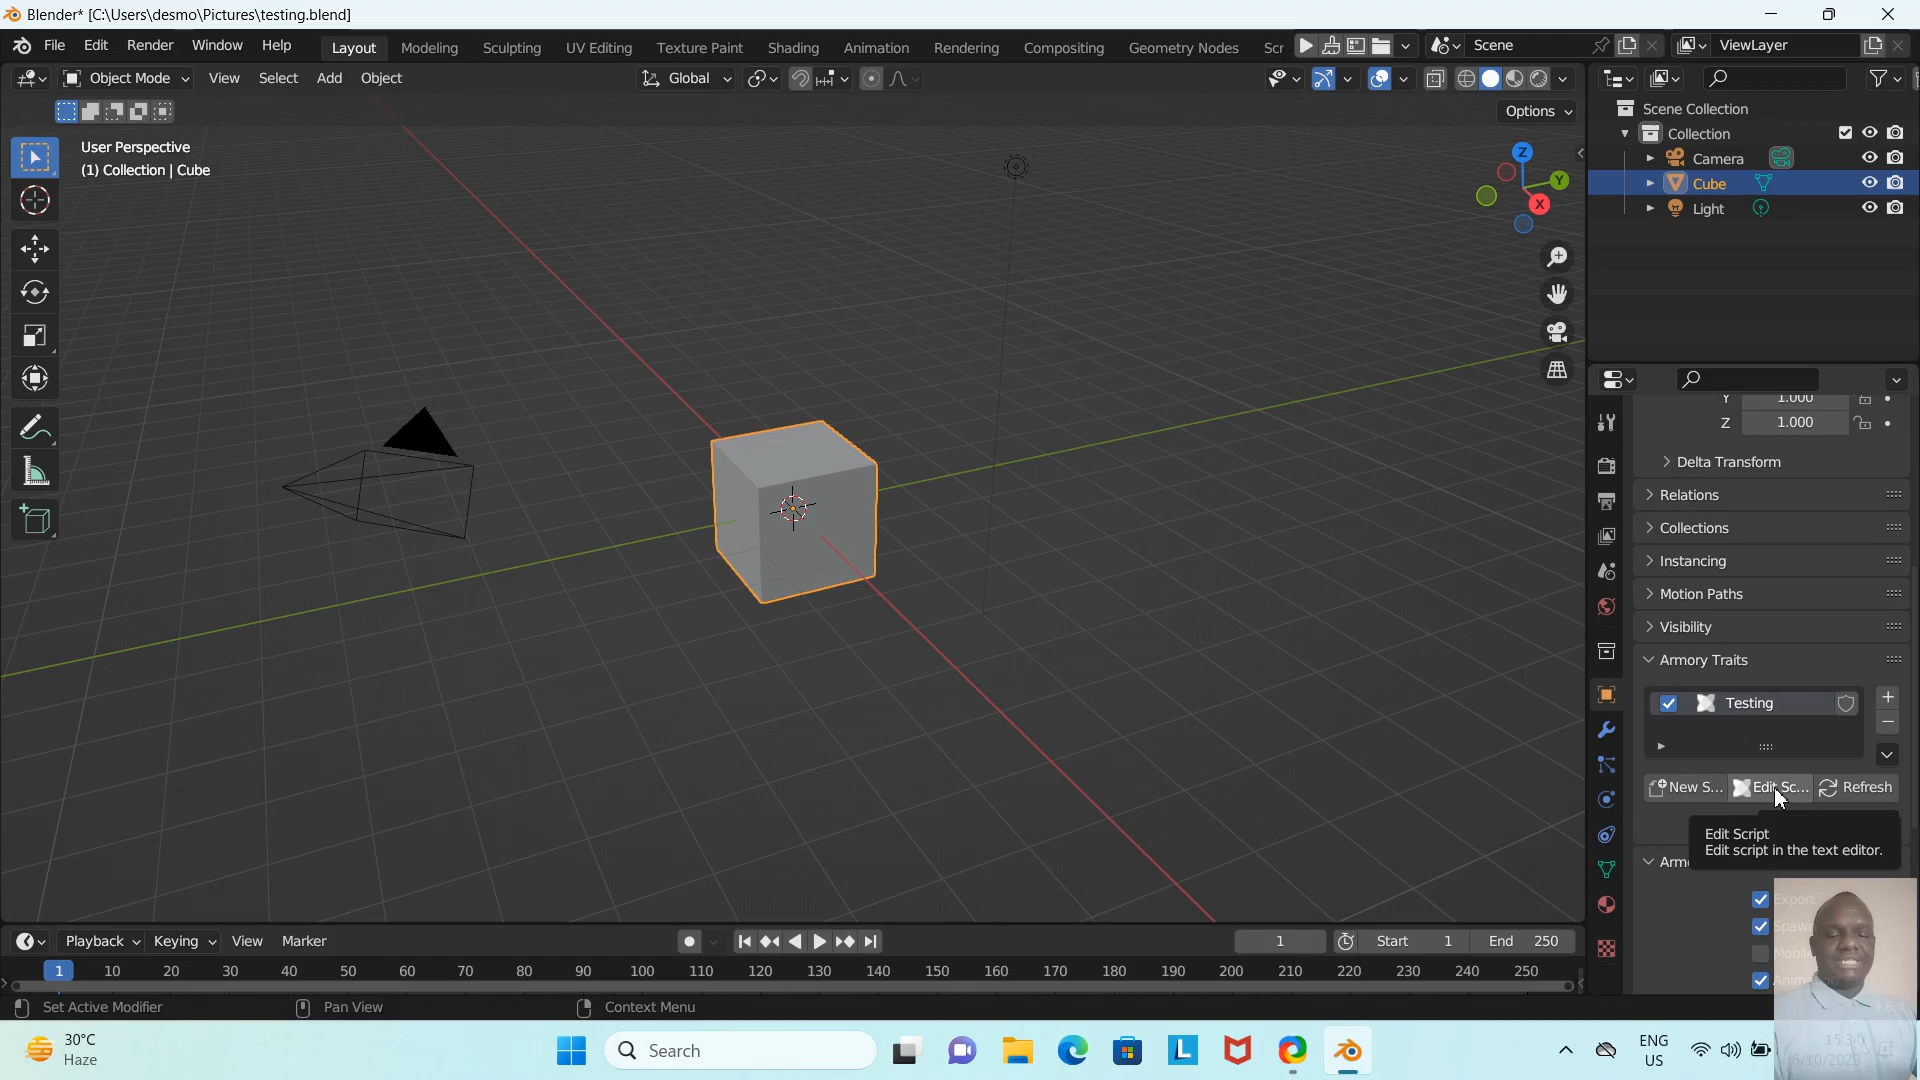 Blender* [C:\Users\desmo\Pictures\testing.blend]
File Edit Render Window Help
Layout Modeling Sculpting UV Editing Texture Paint Shading Animation Rendering Compositing Geometry Nodes Scr
Scene
ViewLayer
Object Mode View Select Add Object
Global
Options
User Perspective
(1) Collection | Cube
Z
Y
X
Scene Collection
Collection
Camera
Cube
Light
Y 1.000
Z 1.000
Delta Transform
Relations
Collections
Instancing
Motion Paths
Visibility
Armory Traits
Testing
New S... Edit Sc... Refresh
Edit Script
Edit script in the text editor.
Armo
Export
Playback Keying View Marker
1
Start 1
End 250
1 10 20 30 40 50 60 70 80 90 100 110 120 130 140 150 160 170 180 190 200 210 220 230 240 250
Set Active Modifier
Pan View
Context Menu
30°C
Haze
Search
ENG
US